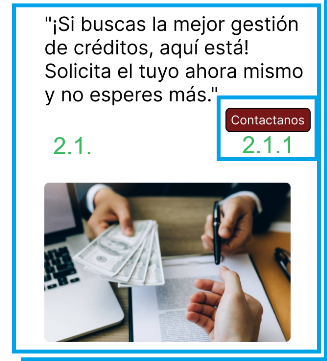 "¡Si buscas la mejor gestión
de créditos, aquí está!
Solicita el tuyo ahora mismo
y no esperes más."
Contactanos
2.1.
2.1.1